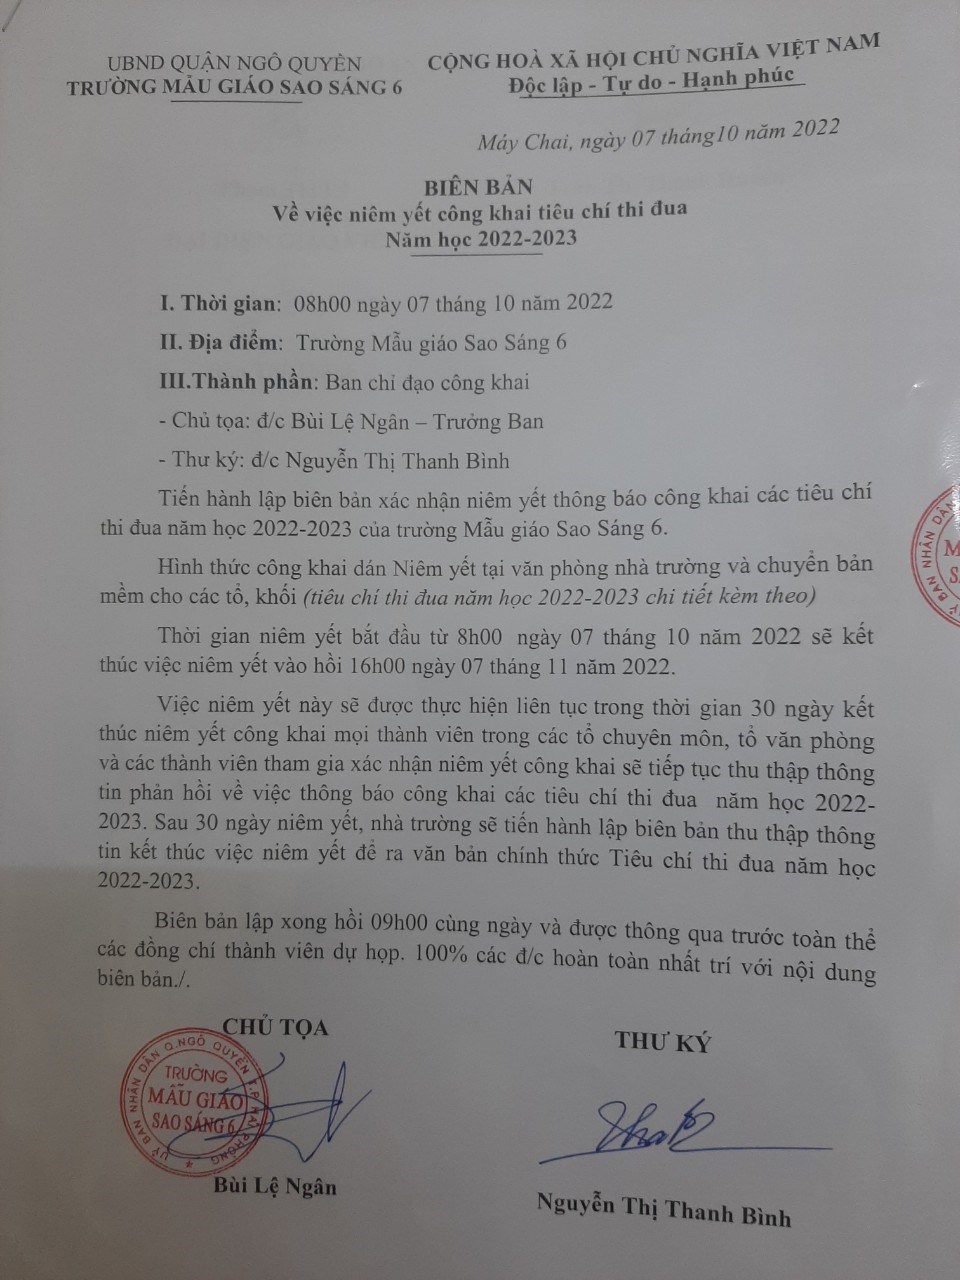 UBND QUẬN NGÔ QUYỀN
TRƯỜNG MẪU GIÁO SAO SÁNG 6
CỘNG HOÀ XÃ HỘI CHỦ NGHĨA VIỆT NAM
Độc lập - Tự do - Hạnh phúc
Máy Chai, ngày 07 tháng10 năm 2022
BIÊN BẢN
Về việc niêm yết công khai tiêu chí thi đua
Năm học 2022-2023
I. Thời gian: 08h00 ngày 07 tháng 10 năm 2022
II. Địa điểm: Trường Mẫu giáo Sao Sáng 6
III.Thành phần: Ban chỉ đạo công khai
- Chủ tọa: đ/c Bùi Lệ Ngân – Trưởng Ban
- Thư ký: đ/c Nguyễn Thị Thanh Bình
Tiến hành lập biên bản xác nhận niêm yết thông báo công khai các tiêu chí
thi đua năm học 2022-2023 của trường Mẫu giáo Sao Sáng 6.
Hình thức công khai dán Niêm yết tại văn phòng nhà trường và chuyển bản
mềm cho các tổ, khối (tiêu chí thi đua năm học 2022-2023 chi tiết kèm theo)
Thời gian niêm yết bắt đầu từ 8h00 ngày 07 tháng 10 năm 2022 sẽ kết
thúc việc niêm yết vào hồi 16h00 ngày 07 tháng 11 năm 2022.
Việc niêm yết này sẽ được thực hiện liên tục trong thời gian 30 ngày kết
thúc niêm yết công khai mọi thành viên trong các tổ chuyên môn, tổ văn phòng
và các thành viên tham gia xác nhận niêm yết công khai sẽ tiếp tục thu thập thông
tin phản hồi về việc thông báo công khai các tiêu chí thi đua năm học 2022-
2023. Sau 30 ngày niêm yết, nhà trường sẽ tiến hành lập biên bản thu thập thông
tin kết thúc việc niêm yết để ra văn bản chính thức Tiêu chí thi đua năm học
2022-2023.
Biên bản lập xong hồi 09h00 cùng ngày và được thông qua trước toàn thể
các đồng chí thành viên dự họp. 100% các đ/c hoàn toàn nhất trí với nội dung
biên bản./.
CHỦ TỌA
THƯ KÝ
UỶ BAN NHÂN DÂN Q.NGÔ QUYỀN T.P HẢI PHÒNG
TRƯỜNG
MẪU GIÁO
SAO SÁNG 6
Bùi Lệ Ngân
Nguyễn Thị Thanh Bình